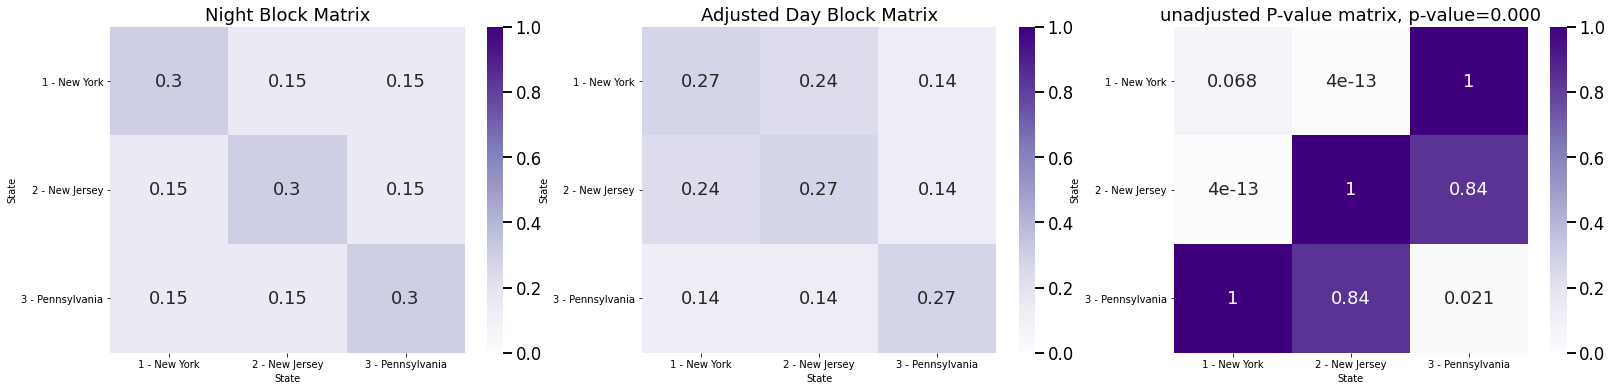 Night Block Matrix
State
1 - New York
2 - New Jersey
3 - Pennsylvania
0.3 0.15 0.15
0.15 0.3 0.15
0.15 0.15 0.3
1 - New York 2 - New Jersey 3 - Pennsylvania
State
1.0
0.8
0.6
0.4
0.2
0.0
Adjusted Day Block Matrix
State
1 - New York
2 - New Jersey
3 - Pennsylvania
0.27 0.24 0.14
0.24 0.27 0.14
0.14 0.14 0.27
1 - New York 2 - New Jersey 3 - Pennsylvania
State
1.0
0.8
0.6
0.4
0.2
0.0
unadjusted P-value matrix, p-value=0.000
State
1 - New York
2 - New Jersey
3 - Pennsylvania
0.068 4e-13 1
4e-13 1 0.84
1 0.84 0.021
1 - New York 2 - New Jersey 3 - Pennsylvania
State
1.0
0.8
0.6
0.4
0.2
0.0